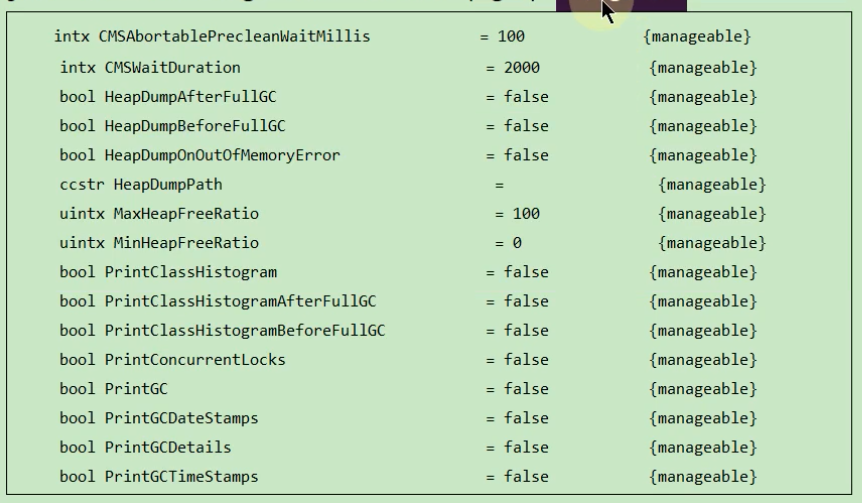 intx CMSAbortablePrecleanWaitMillis = 100 {manageable}
intx CMSWaitDuration = 2000 {manageable}
bool HeapDumpAfterFullGC = false {manageable}
bool HeapDumpBeforeFullGC = false {manageable}
bool HeapDumpOnOutOfMemoryError = false {manageable}
ccstr HeapDumpPath = {manageable}
uintx MaxHeapFreeRatio = 100 {manageable}
uintx MinHeapFreeRatio = 0 {manageable}
bool PrintClassHistogram = false {manageable}
bool PrintClassHistogramAfterFullGC = false {manageable}
bool PrintClassHistogramBeforeFullGC = false {manageable}
bool PrintConcurrentLocks = false {manageable}
bool PrintGC = false {manageable}
bool PrintGCDateStamps = false {manageable}
bool PrintGCDetails = false {manageable}
bool PrintGCTimeStamps = false {manageable}